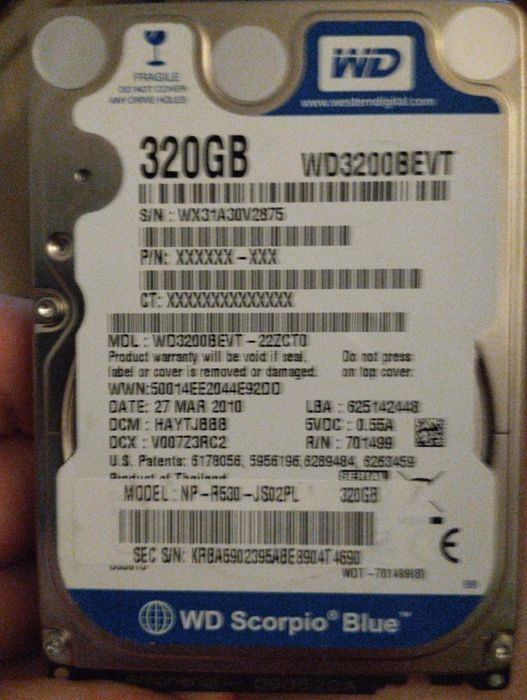 FRAGILE
DO NOT COVER
ANY DRIVE HOLES
WD
www.westerndigital.com
320GB WD3200BEVT
S/N : WX31A30V2875
P/N: XXXXXX-XXX
CT: XXXXXXXXXXXXXX
MDL : WD3200BEVT - 22ZCT0
Product warranty will be void if seal, Do not press
label or cover is removed or damaged. on top cover.
WWN:50014EE2044E92DD
DATE: 27 MAR 2010 LBA : 625142448
DCM : HAYTJBBB 5VDC : 0.55A
DCX : V007Z3RC2 R/N : 701499
U.S. Patents: 6178056, 5956196,6289484, 6263459
Product of Thailand
MODEL : NP-R530-JS02PL 320GB
SEC S/N:
WDT-701499(B)
WD Scorpio® Blue™